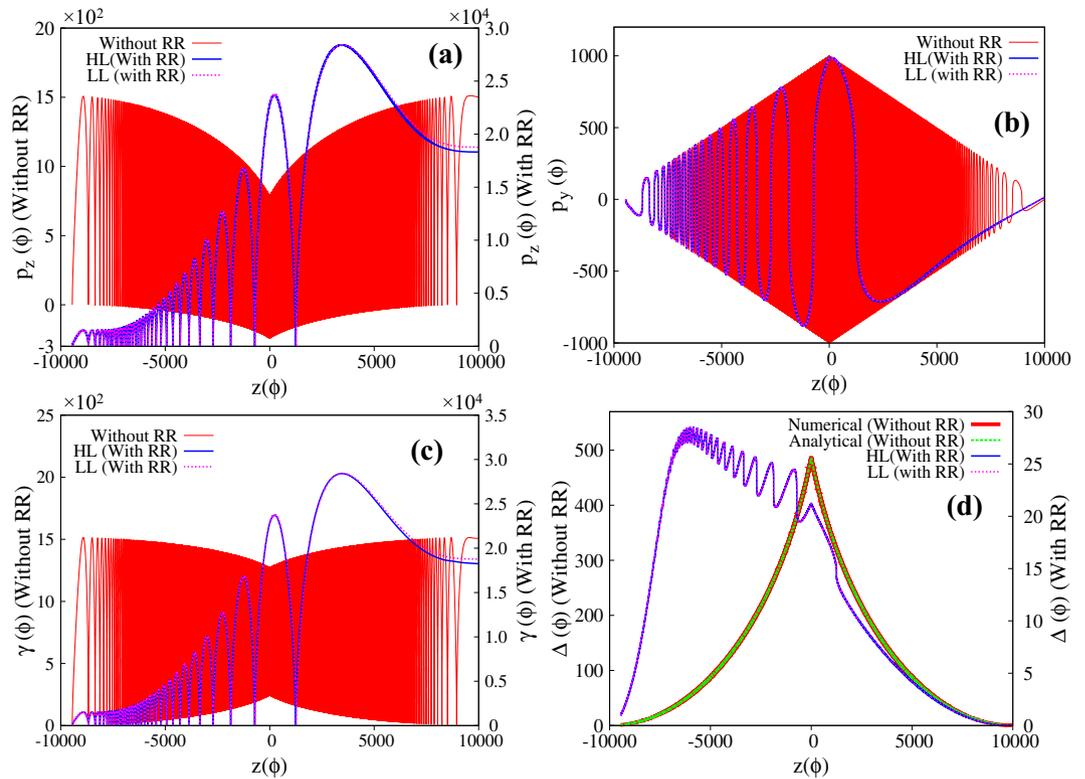 ×10² ×10⁴
20 15 10 5 0 -3
3.0 2.5 2.0 1.5 1.0 0.5 0
Without RR
HL(With RR)
LL (with RR)
(a)
p_z (ϕ) (Without RR)
p_z (ϕ) (With RR)
-10000 -5000 0 5000 10000
z(ϕ)
1000 500 0 -500 -1000
Without RR
HL(With RR)
LL (with RR)
(b)
p_y (ϕ)
-10000 -5000 0 5000 10000
z(ϕ)
×10² ×10⁴
25 20 15 10 5 0
3.5 3.0 2.5 2.0 1.5 1.0 0.5 0
Without RR
HL (With RR)
LL (With RR)
(c)
γ (ϕ) (Without RR)
γ (ϕ) (With RR)
-10000 -5000 0 5000 10000
z(ϕ)
500 400 300 200 100 0
30 25 20 15 10 5 0
Numerical (Without RR)
Analytical (Without RR)
HL(With RR)
LL (with RR)
(d)
Δ (ϕ) (Without RR)
Δ (ϕ) (With RR)
-10000 -5000 0 5000 10000
z(ϕ)